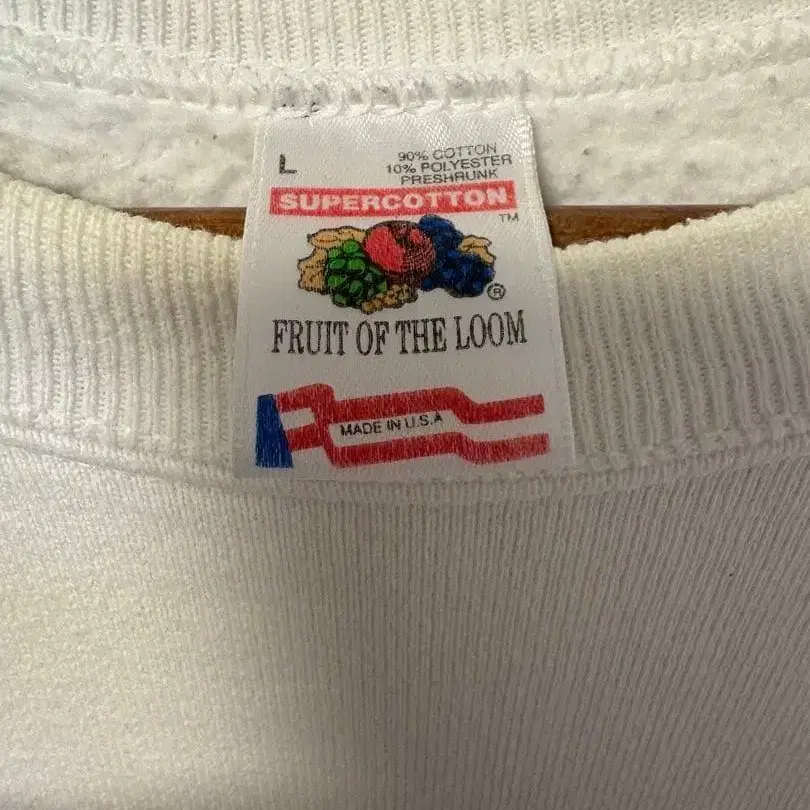 L
90% COTTON
10% POLYESTER
PRESHRUNK
SUPERCOTTON
TM
®
FRUIT OF THE LOOM
MADE IN U.S.A